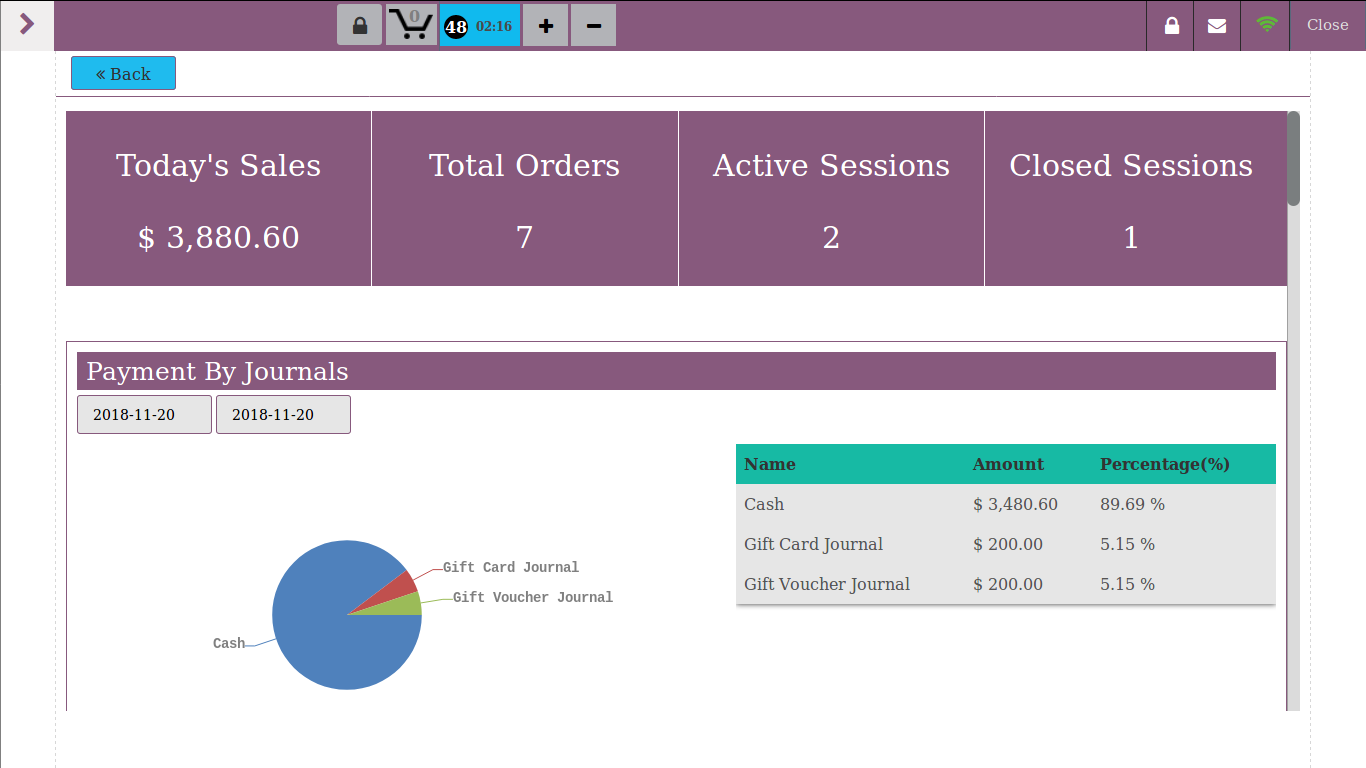 0
48 02:16
+ −
Close
« Back
Today's Sales Total Orders Active Sessions Closed Sessions
$ 3,880.60 7 2 1
Payment By Journals
2018-11-20 2018-11-20
Name Amount Percentage(%)
Cash $ 3,480.60 89.69 %
Gift Card Journal $ 200.00 5.15 %
Gift Voucher Journal $ 200.00 5.15 %
Gift Card Journal
Gift Voucher Journal
Cash